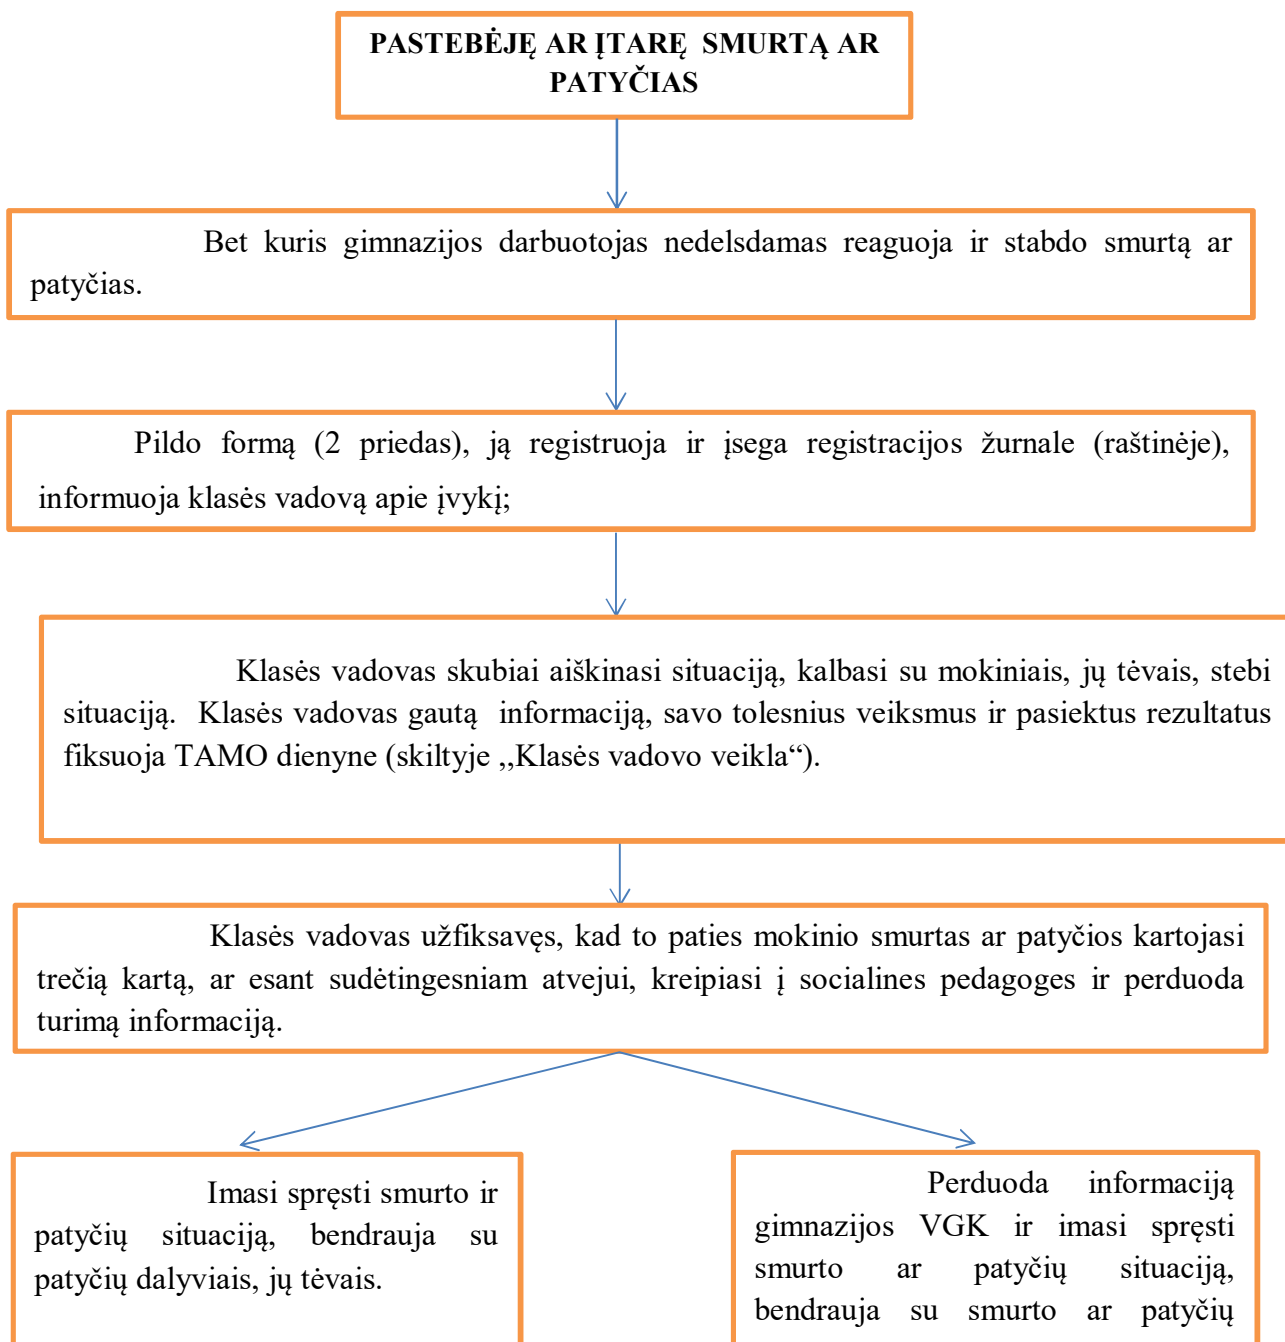 PASTEBĖJĘ AR ĮTARĘ SMURTĄ AR
PATYČIAS
Bet kuris gimnazijos darbuotojas nedelsdamas reaguoja ir stabdo smurtą ar
patyčias.
Pildo formą (2 priedas), ją registruoja ir įsega registracijos žurnale (raštinėje),
informuoja klasės vadovą apie įvykį;
Klasės vadovas skubiai aiškinasi situaciją, kalbasi su mokiniais, jų tėvais, stebi
situaciją. Klasės vadovas gautą informaciją, savo tolesnius veiksmus ir pasiektus rezultatus
fiksuoja TAMO dienyne (skiltyje ,,Klasės vadovo veikla“).
Klasės vadovas užfiksavęs, kad to paties mokinio smurtas ar patyčios kartojasi
trečią kartą, ar esant sudėtingesniam atvejui, kreipiasi į socialines pedagoges ir perduoda
turimą informaciją.
Imasi spręsti smurto ir
patyčių situaciją, bendrauja su
patyčių dalyviais, jų tėvais.
Perduoda informaciją
gimnazijos VGK ir imasi spręsti
smurto ar patyčių situaciją,
bendrauja su smurto ar patyčių